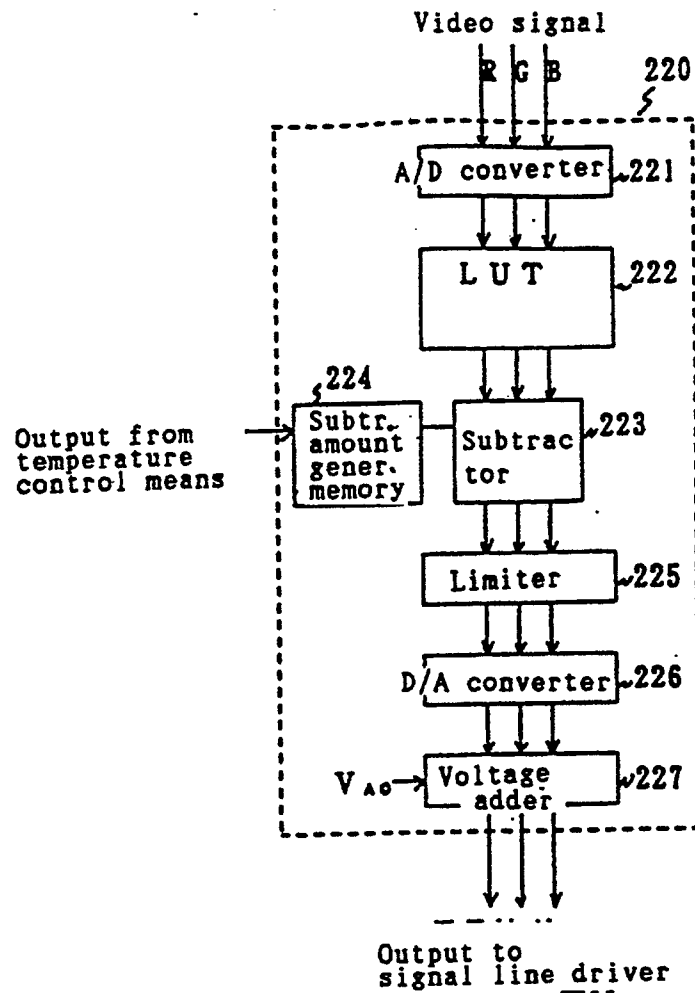 Video signal
R G B
220
A/D converter
221
LUT
222
224
Subtr.
amount
gener.
memory
Subtrac
tor
223
Output from
temperature
control means
Limiter
225
D/A converter
226
V
Voltage
adder
227
Output to
signal line driver